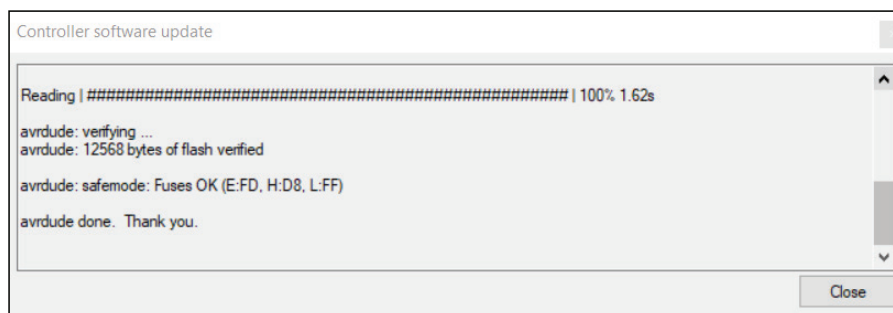 Controller software update
Reading | ################################################## | 100% 1.62s
avrdude: verifying ...
avrdude: 12568 bytes of flash verified
avrdude: safemode: Fuses OK (E:FD, H:D8, L:FF)
avrdude done.  Thank you.
Close